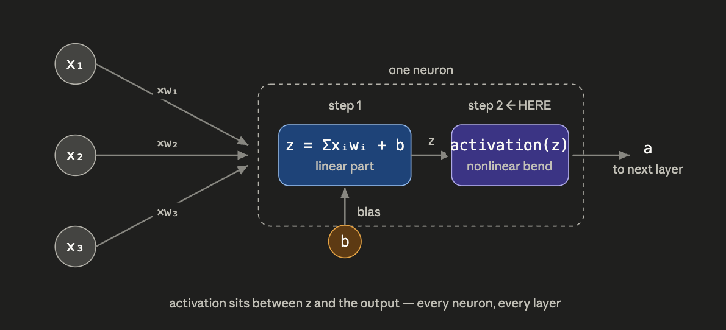 one neuron
x₁
xw₁
step 1
step 2 ← HERE
x₂
xw₂
z = Σxᵢwᵢ + b
linear part
z
activation(z)
nonlinear bend
a
to next layer
xw₃
bias
x₃
b
activation sits between z and the output — every neuron, every layer